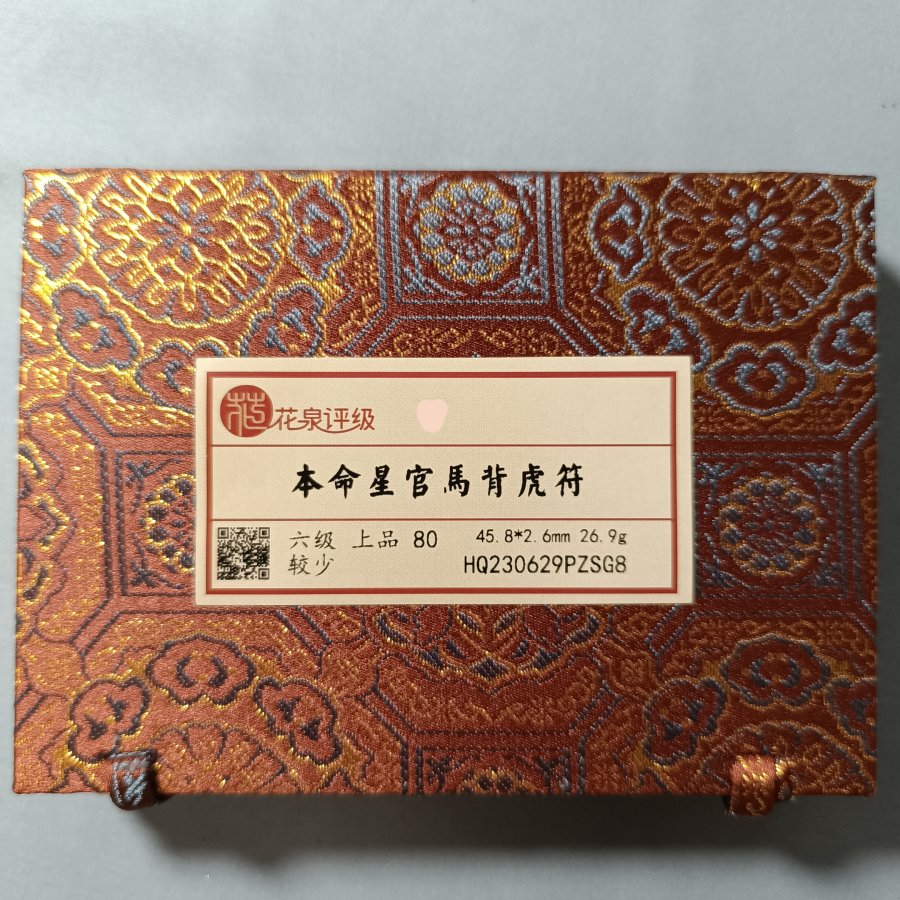 花 花泉评级
本命星官馬背虎符
六级 上品 80 45.8*2.6mm 26.9g
较少 HQ230629PZSG8